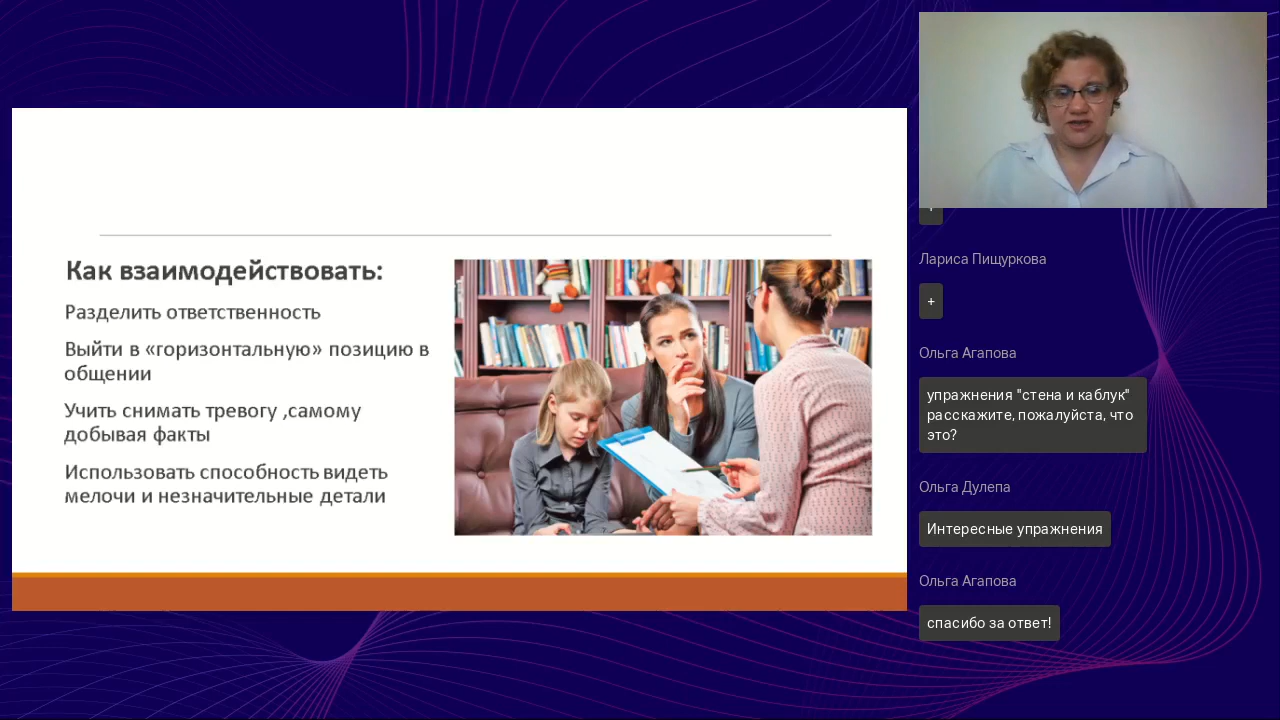 Как взаимодействовать:
Разделить ответственность
Выйти в «горизонтальную» позицию в
общении
Учить снимать тревогу ,самому
добывая факты
Использовать способность видеть
мелочи и незначительные детали
Лариса Пищуркова
+
Ольга Агапова
упражнения "стена и каблук"
расскажите, пожалуйста, что
это?
Ольга Дулепа
Интересные упражнения
Ольга Агапова
спасибо за ответ!